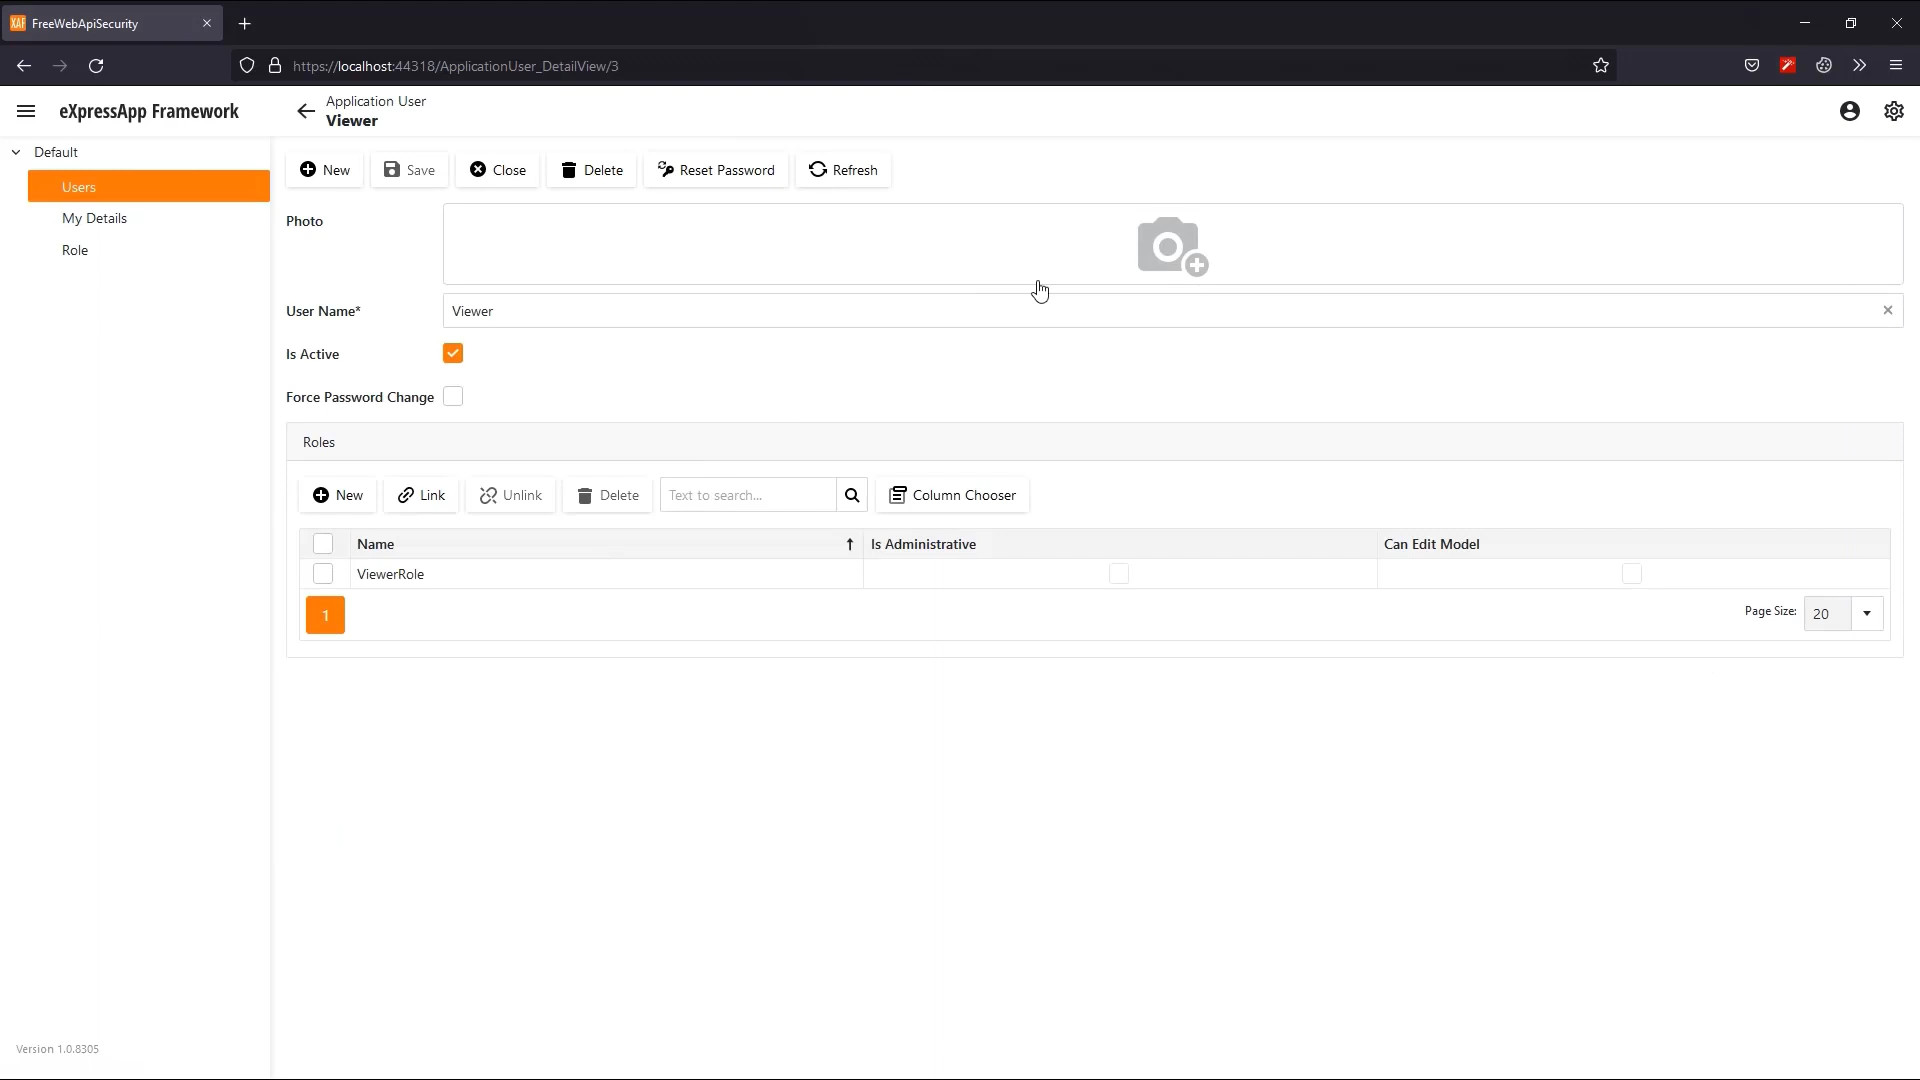 XAF FreeWebApiSecurity
https://localhost:44318/ApplicationUser_DetailView/3
eXpressApp Framework
Application User
Viewer
Default
Users
My Details
Role
New Save Close Delete Reset Password Refresh
Photo
User Name* Viewer
Is Active
Force Password Change
Roles
New Link Unlink Delete Text to search... Column Chooser
Name Is Administrative Can Edit Model
ViewerRole
1 Page Size: 20
Version 1.0.8305